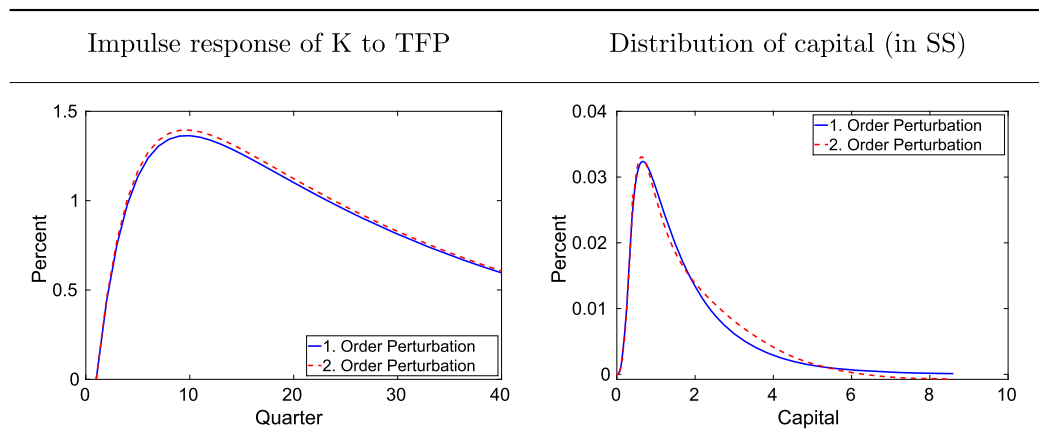 Impulse response of K to TFP
Distribution of capital (in SS)
1.5
1
0.5
0
Percent
0
10
20
30
40
Quarter
1. Order Perturbation
2. Order Perturbation
0.04
0.03
0.02
0.01
0
Percent
0
2
4
6
8
10
Capital
1. Order Perturbation
2. Order Perturbation